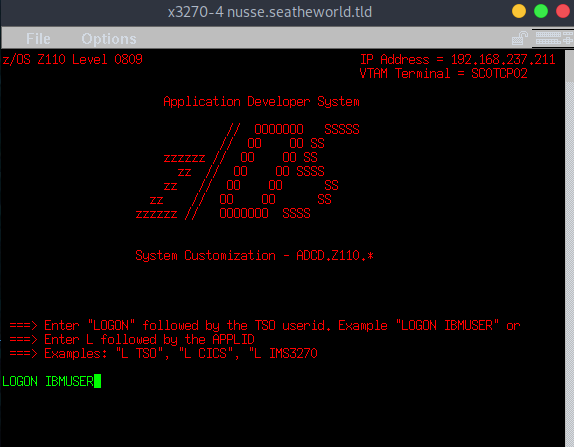 x3270-4 nusse.seatheworld.tld
File Options
z/OS Z110 Level 0809 IP Address = 192.168.237.211
VTAM Terminal = SCOTCP02
Application Developer System
// OOOOOOO SSSSS
// OO OO SS
zzzzzz // OO OO SS
zz // OO OO SSSS
zz // OO OO SS
zz // OO OO SS
zzzzzz // OOOOOOO SSSS
System Customization - ADCD.Z110.*
===> Enter "LOGON" followed by the TSO userid. Example "LOGON IBMUSER" or
===> Enter L followed by the APPLID
===> Examples: "L TSO", "L CICS", "L IMS3270
LOGON IBMUSER